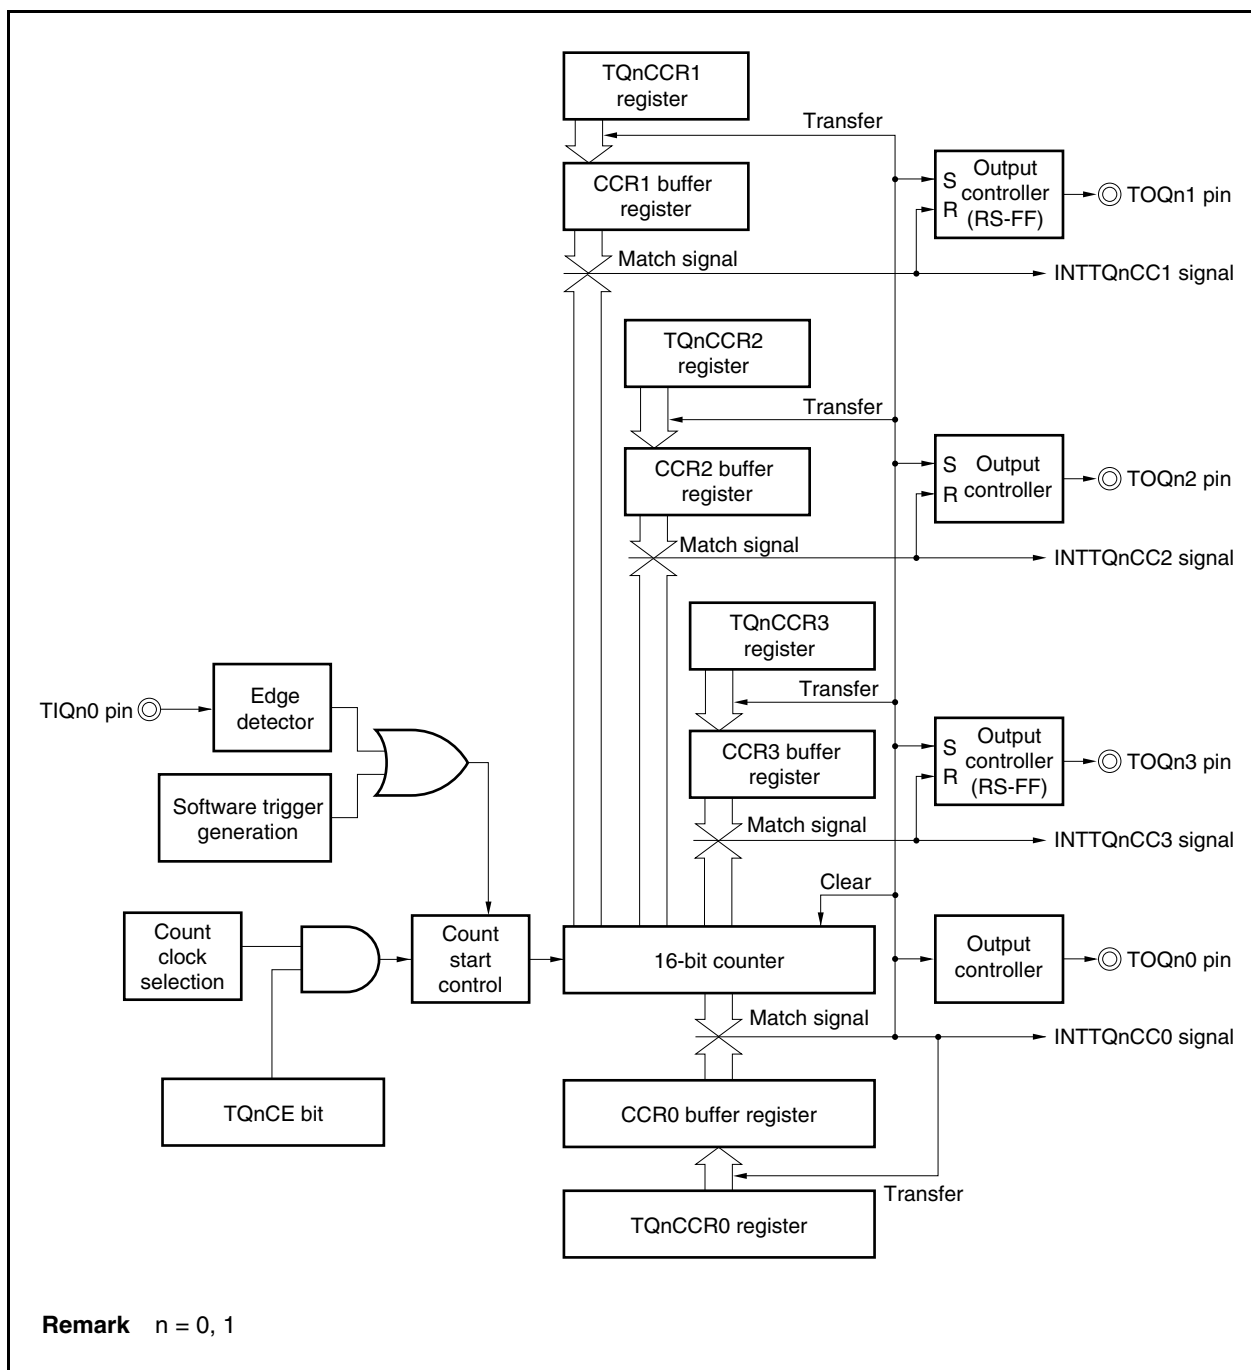 TQnCCR1
register
Transfer
CCR1 buffer
register
S
R
Output
controller
(RS-FF)
TOQn1 pin
Match signal
INTTQnCC1 signal
TQnCCR2
register
Transfer
CCR2 buffer
register
S
R
Output
controller
TOQn2 pin
Match signal
INTTQnCC2 signal
TQnCCR3
register
Transfer
TIQn0 pin
Edge
detector
CCR3 buffer
register
S
R
Output
controller
(RS-FF)
TOQn3 pin
Software trigger
generation
Match signal
INTTQnCC3 signal
Clear
Count
clock
selection
Count
start
control
16-bit counter
Output
controller
TOQn0 pin
Match signal
INTTQnCC0 signal
TQnCE bit
CCR0 buffer register
Transfer
TQnCCR0 register
Remark n = 0, 1